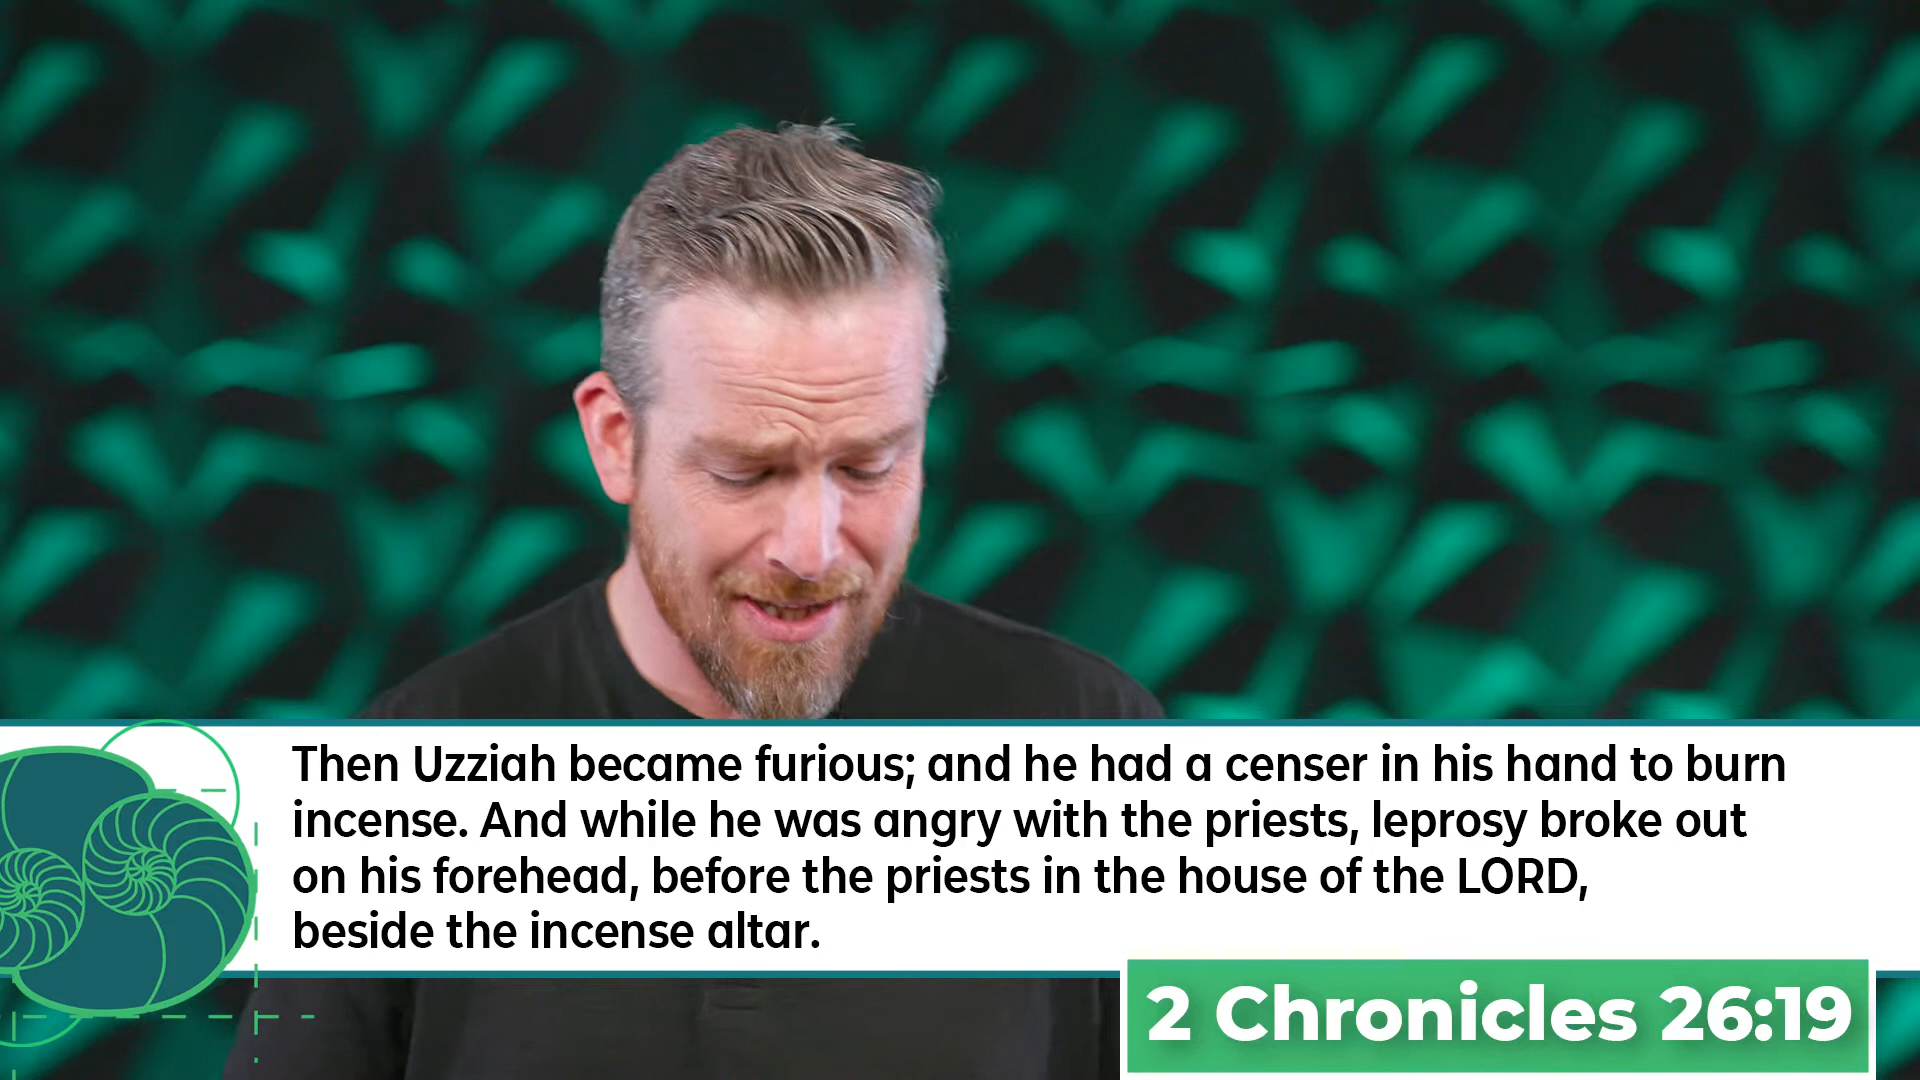 Then Uzziah became furious; and he had a censer in his hand to burn
incense. And while he was angry with the priests, leprosy broke out
on his forehead, before the priests in the house of the LORD,
beside the incense altar.
2 Chronicles 26:19